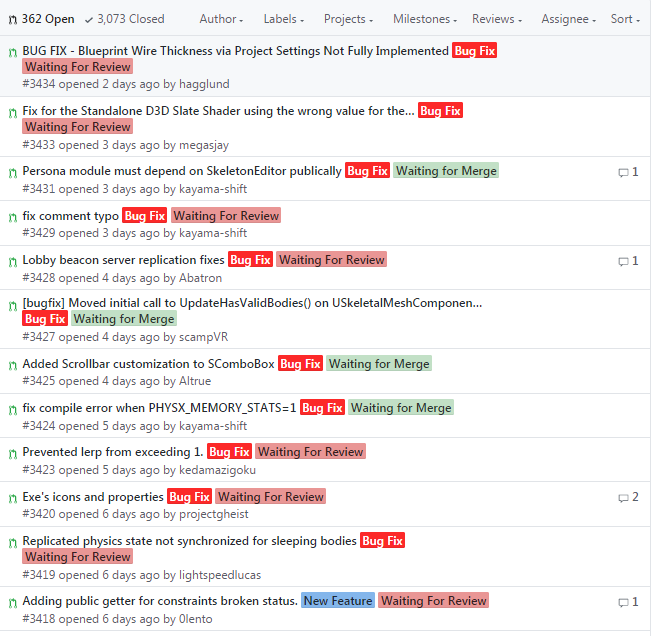 362 Open 3,073 Closed Author Labels Projects Milestones Reviews Assignee Sort
BUG FIX - Blueprint Wire Thickness via Project Settings Not Fully Implemented Bug Fix
Waiting For Review
#3434 opened 2 days ago by hagglund
Fix for the Standalone D3D Slate Shader using the wrong value for the... Bug Fix
Waiting For Review
#3433 opened 3 days ago by megasjay
Persona module must depend on SkeletonEditor publically Bug Fix Waiting for Merge 1
#3431 opened 3 days ago by kayama-shift
fix comment typo Bug Fix Waiting For Review
#3429 opened 3 days ago by kayama-shift
Lobby beacon server replication fixes Bug Fix Waiting For Review 1
#3428 opened 4 days ago by Abatron
[bugfix] Moved initial call to UpdateHasValidBodies() on USkeletalMeshComponen...
Bug Fix Waiting for Merge
#3427 opened 4 days ago by scampVR
Added Scrollbar customization to SComboBox Bug Fix Waiting for Merge
#3425 opened 4 days ago by Altrue
fix compile error when PHYSX_MEMORY_STATS=1 Bug Fix Waiting for Merge
#3424 opened 5 days ago by kayama-shift
Prevented lerp from exceeding 1. Bug Fix Waiting For Review
#3423 opened 5 days ago by kedamazigoku
Exe's icons and properties Bug Fix Waiting For Review 2
#3420 opened 6 days ago by projectgheist
Replicated physics state not synchronized for sleeping bodies Bug Fix
Waiting For Review
#3419 opened 6 days ago by lightspeedlucas
Adding public getter for constraints broken status. New Feature Waiting For Review 1
#3418 opened 6 days ago by 0lento